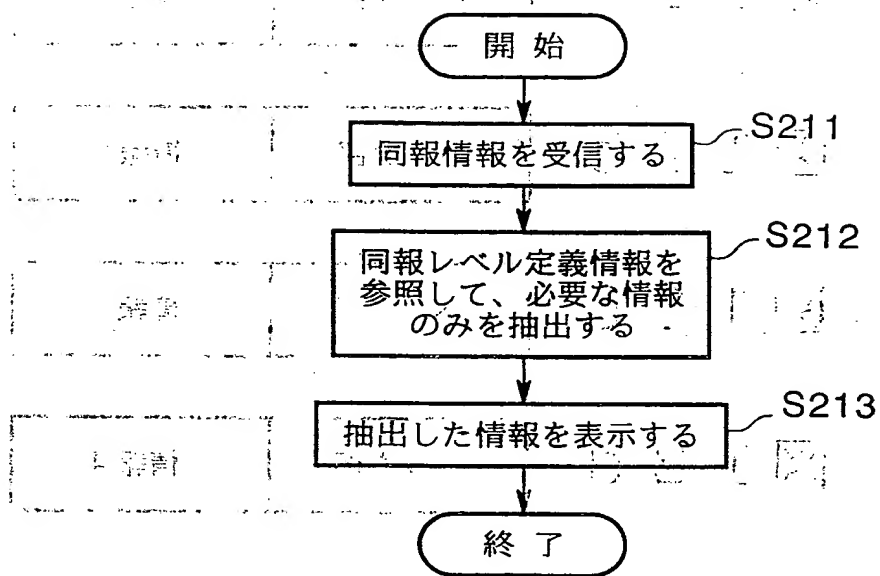 開 始
同報情報を受信する
S211
同報レベル定義情報を
参照して、必要な情報
のみを抽出する
S212
抽出した情報を表示する
S213
終 了